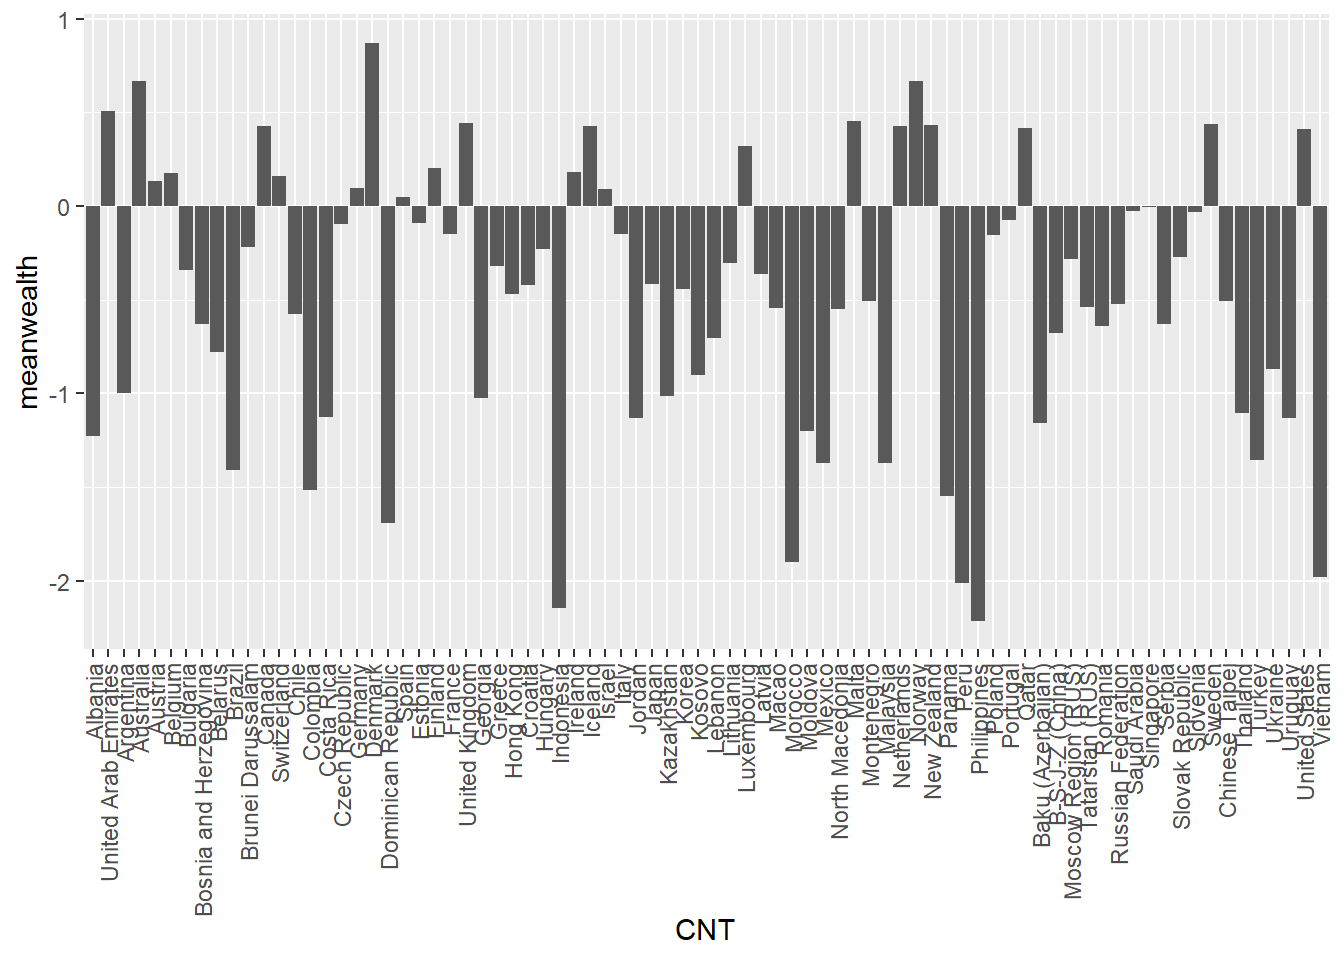 meanwealth
1
0
-1
-2
Albania
United Arab Emirates
Argentina
Australia
Austria
Belgium
Bulgaria
Bosnia and Herzegovina
Belarus
Brazil
Brunei Darussalam
Canada
Switzerland
Chile
Colombia
Costa Rica
Czech Republic
Germany
Denmark
Dominican Republic
Spain
Estonia
Finland
France
United Kingdom
Georgia
Greece
Hong Kong
Croatia
Hungary
Indonesia
Ireland
Iceland
Israel
Italy
Jordan
Japan
Kazakhstan
Korea
Kosovo
Lebanon
Lithuania
Luxembourg
Latvia
Macao
Morocco
Moldova
Mexico
North Macedonia
Malta
Montenegro
Malaysia
Netherlands
Norway
New Zealand
Panama
Peru
Philippines
Poland
Portugal
Qatar
Baku (Azerbaijan)
B-S-J-Z (China)
Moscow Region (RUS)
Tatarstan (RUS)
Romania
Russian Federation
Saudi Arabia
Singapore
Serbia
Slovak Republic
Slovenia
Sweden
Chinese Taipei
Thailand
Turkey
Ukraine
Uruguay
United States
Vietnam
CNT